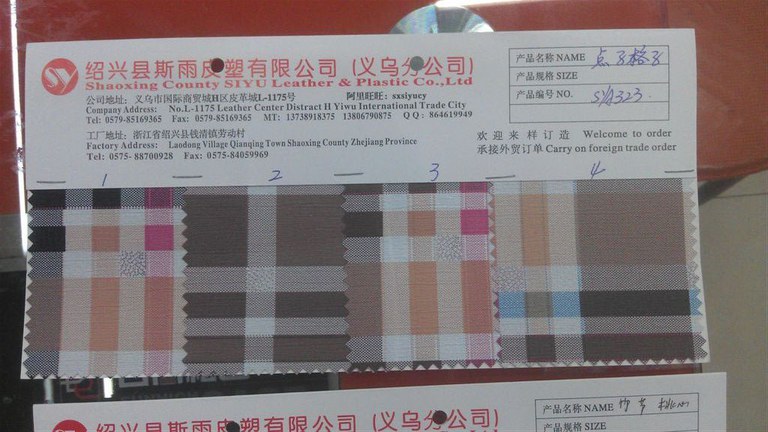 SY 绍兴县斯雨皮塑有限公司 (义乌分公司)
Shaoxing County SIYU Leather & Plastic Co.,Ltd
公司地址: 义乌市国际商贸城H区皮革城L-1175号 阿里旺旺: sxsiyucy
Company Address: No.L-1175 Leather Center Distract H Yiwu International Trade City
Tel: 0579-85169365 Fax: 0579-85169365 MT: 13738918375 13806790875 QQ: 864619949
工厂地址: 浙江省绍兴县钱清镇劳动村
Factory Address: Laodong Village Qianqing Town Shaoxing County Zhejiang Province
Tel: 0575-88700928 Fax: 0575-84059969
产品名称 NAME 点子格子
产品规格 SIZE
产品编号 NO. SYA323
欢迎来样订造 Welcome to order
承接外贸订单 Carry on foreign trade order
1 2 3 4
绍兴县斯雨皮塑有限公司 (义乌分公司)
产品名称 NAME
产品规格 SIZE